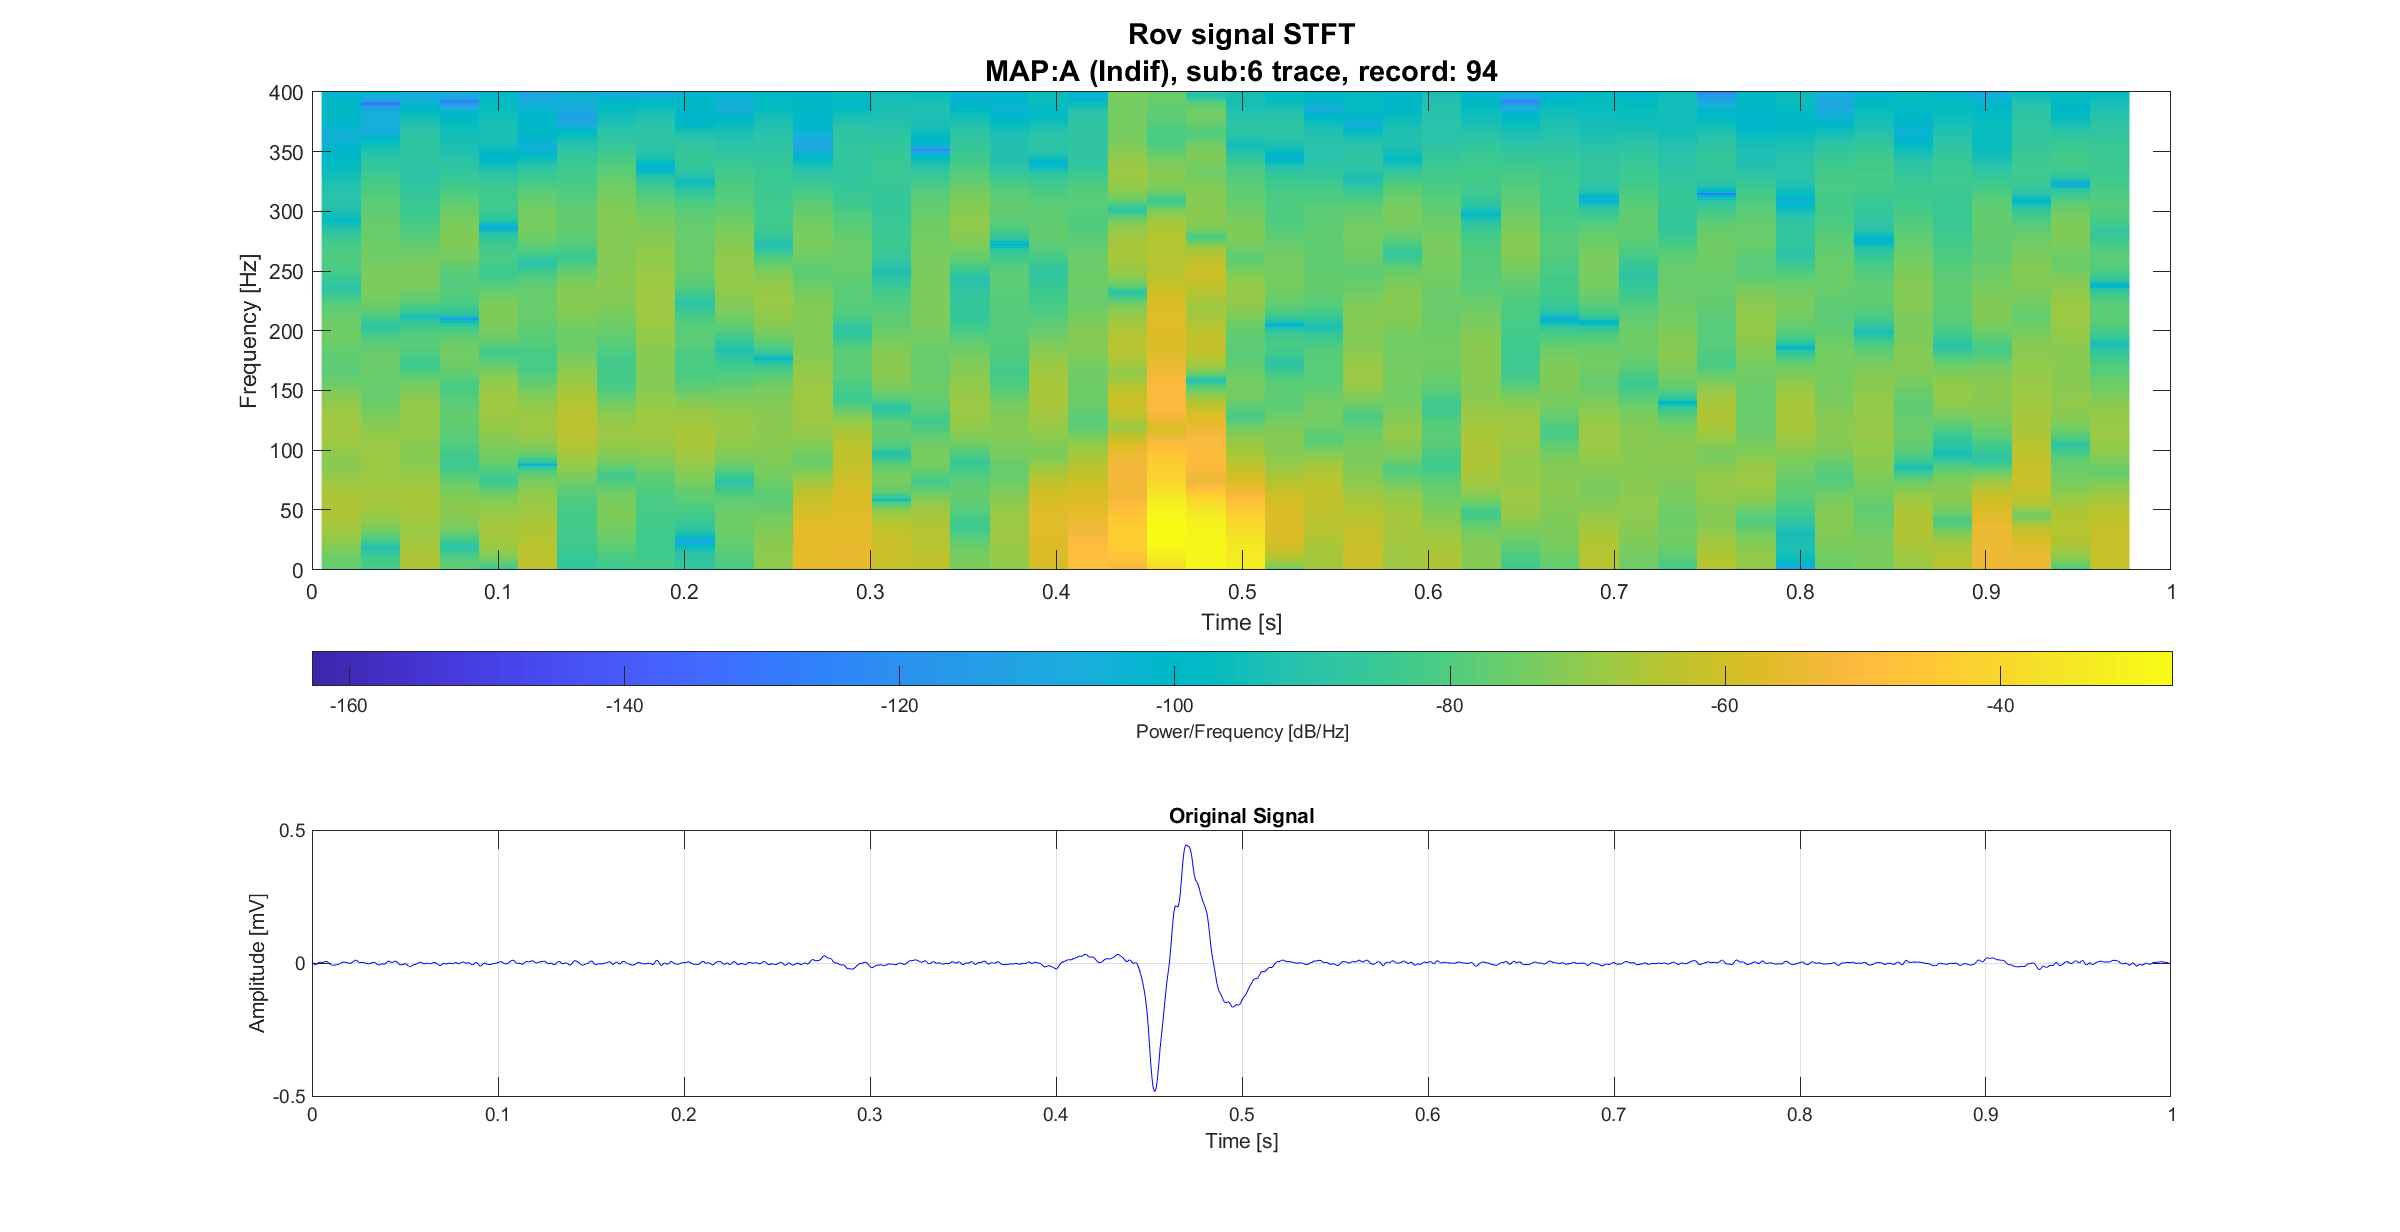 Rov signal STFT
MAP:A (Indif), sub:6 trace, record: 94
400
350
300
250
200
150
100
50
0
Frequency [Hz]
0 0.1 0.2 0.3 0.4 0.5 0.6 0.7 0.8 0.9 1
Time [s]
-160 -140 -120 -100 -80 -60 -40
Power/Frequency [dB/Hz]
Original Signal
0.5
0
-0.5
Amplitude [mV]
0 0.1 0.2 0.3 0.4 0.5 0.6 0.7 0.8 0.9 1
Time [s]